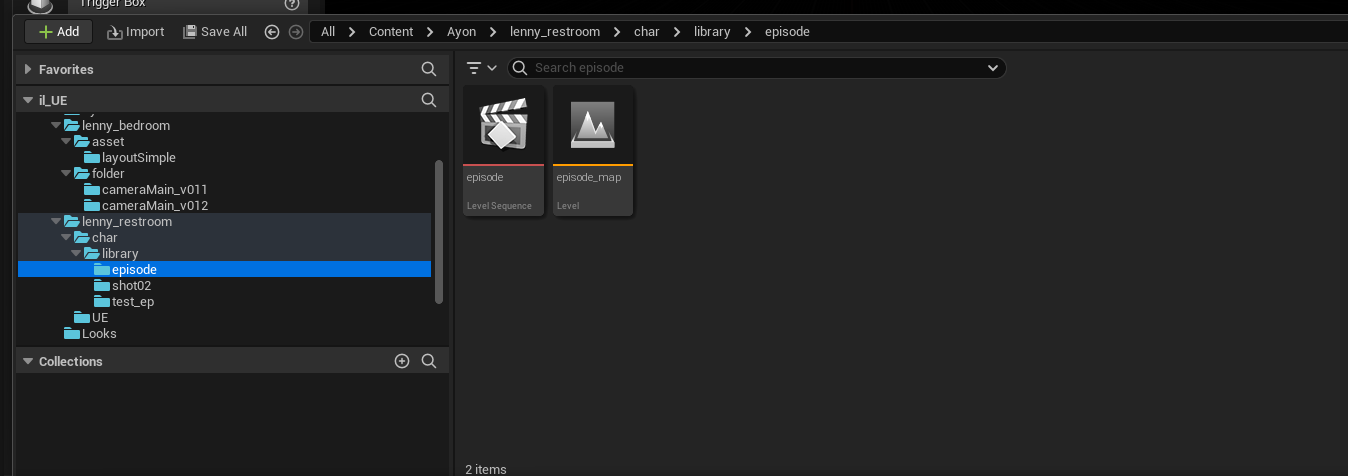 Trigger Box
Add Import Save All All Content Ayon lenny_restroom char library episode
Favorites
il_UE
lenny_bedroom
asset
layoutSimple
folder
cameraMain_v011
cameraMain_v012
lenny_restroom
char
library
episode
shot02
test_ep
UE
Looks
Collections
Search episode
episode
Level Sequence
episode_map
Level
2 items